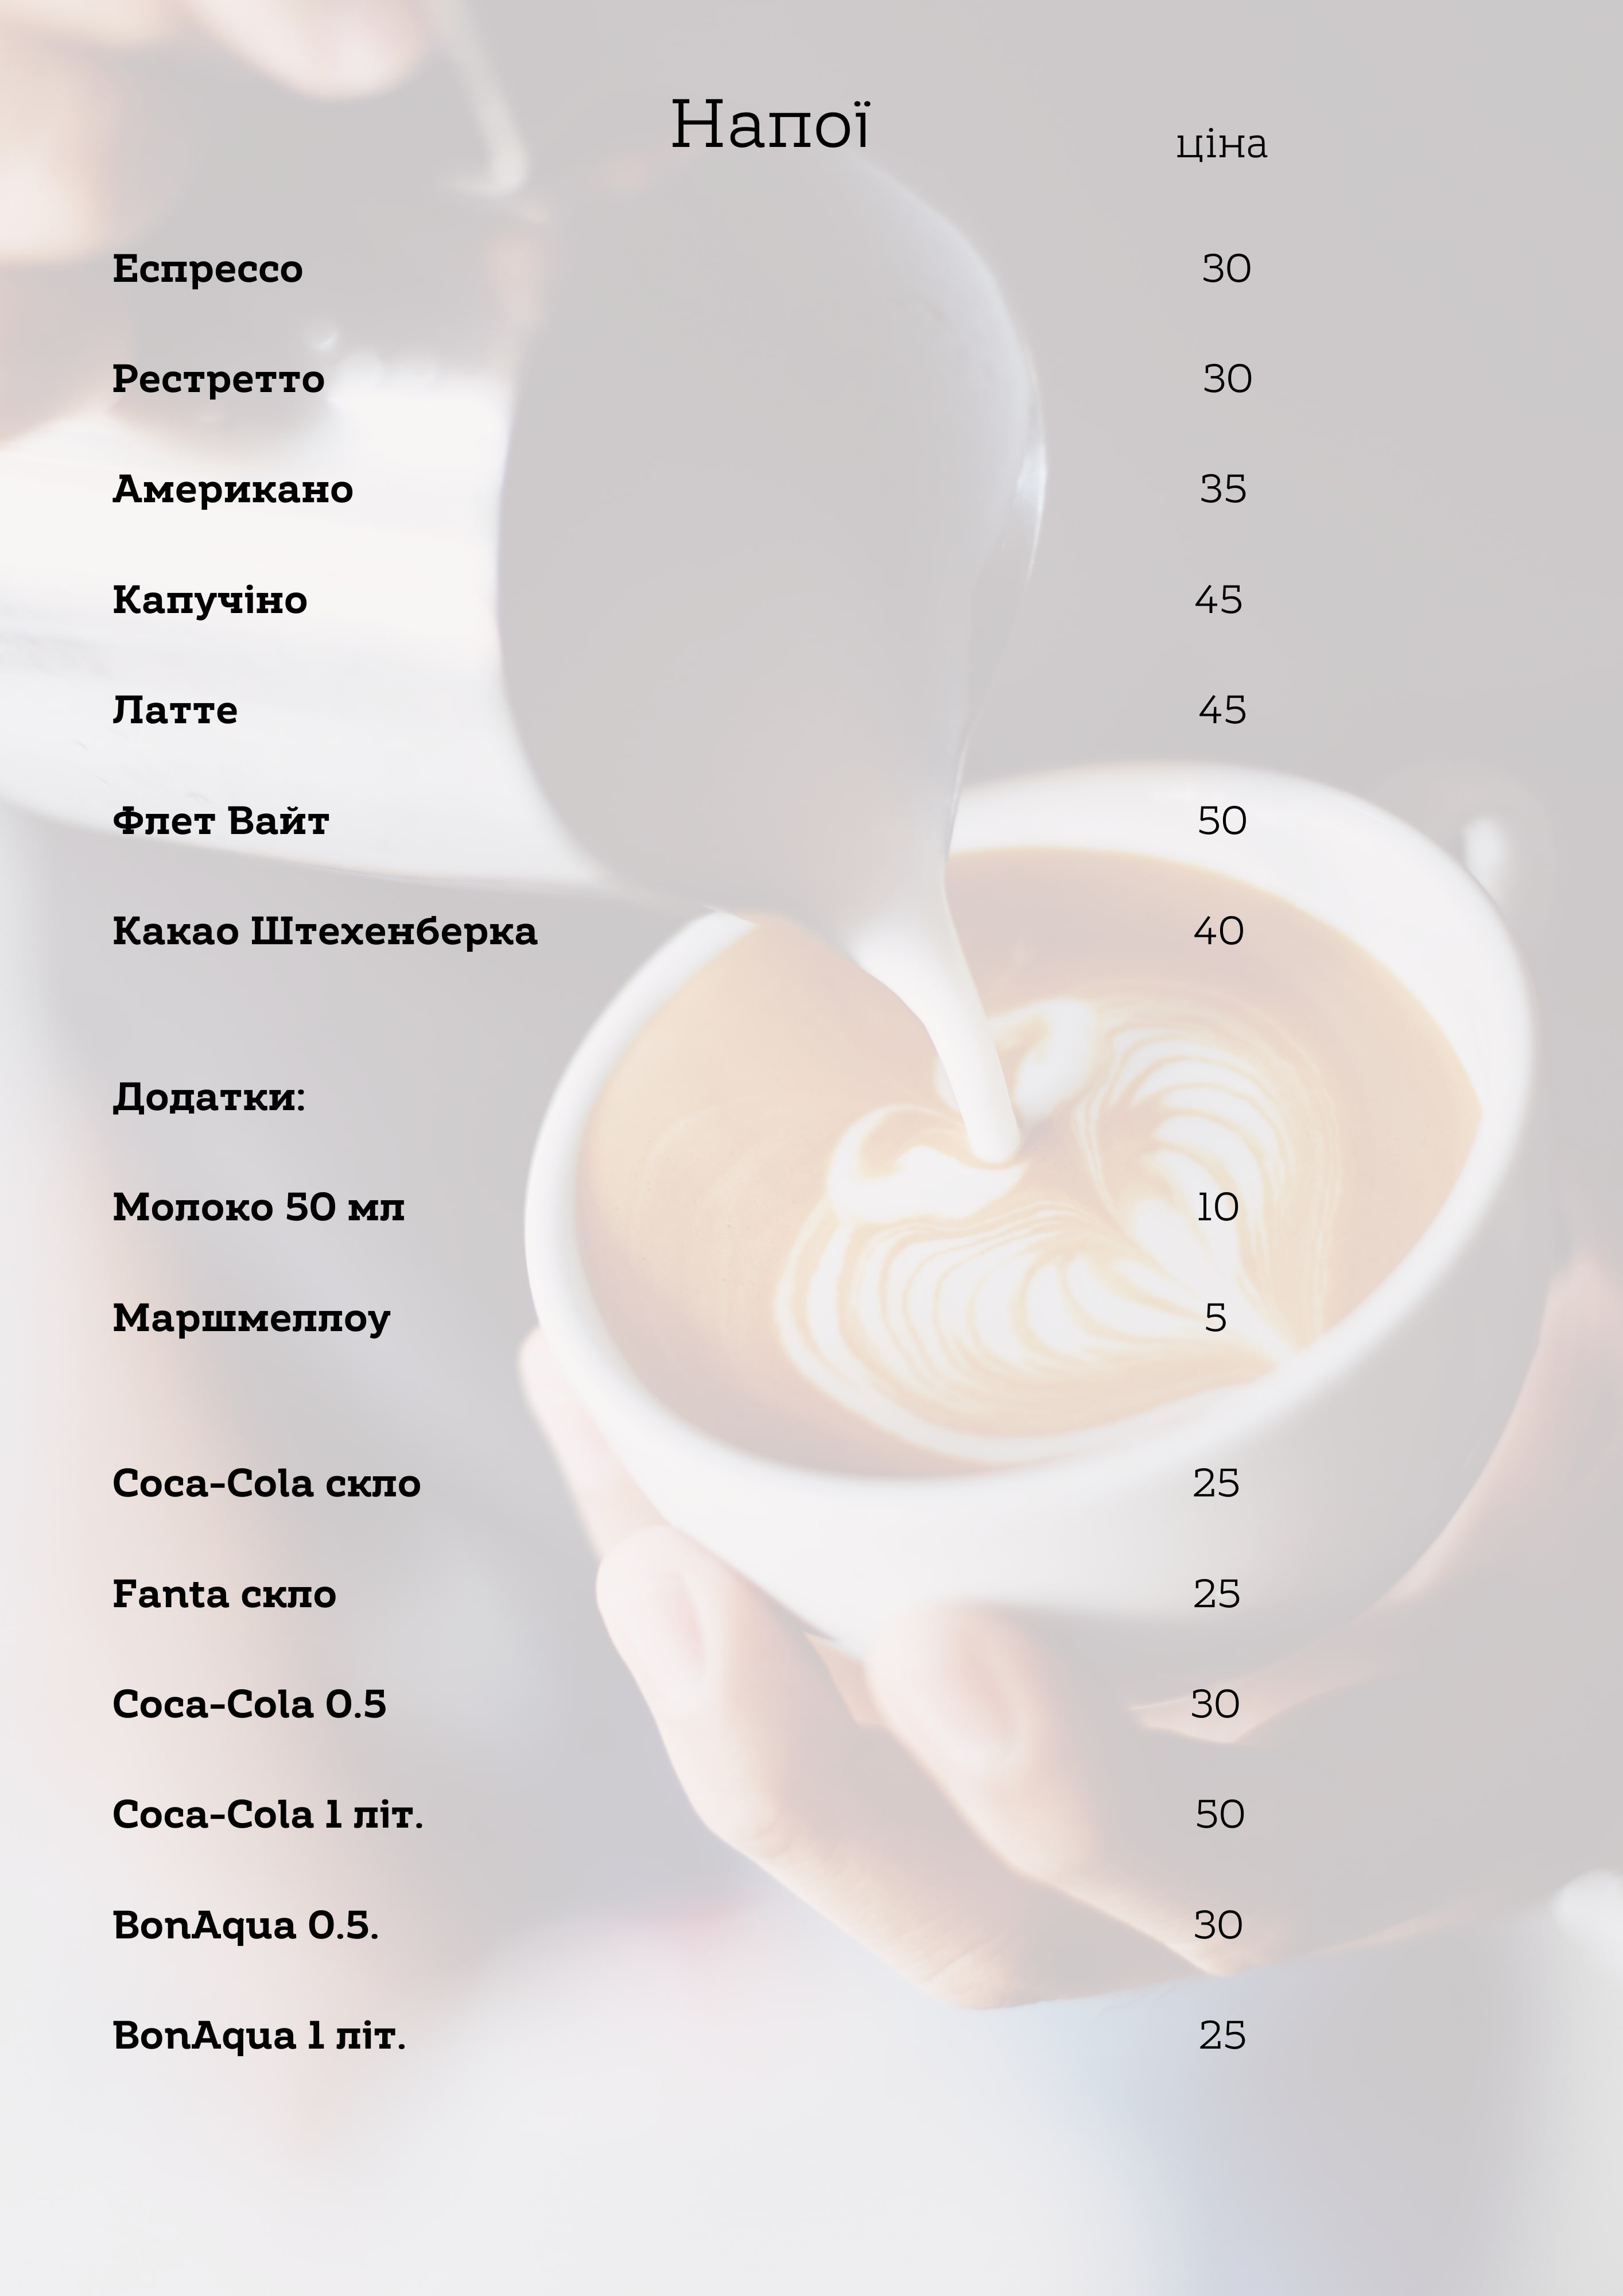 Напої ціна
Еспрессо 30
Рестретто 30
Американо 35
Капучіно 45
Латте 45
Флет Вайт 50
Какао Штехенберка 40
Додатки:
Молоко 50 мл 10
Маршмеллоу 5
Coca-Cola скло 25
Fanta скло 25
Coca-Cola 0.5 30
Coca-Cola 1 літ. 50
BonAqua 0.5. 30
BonAqua 1 літ. 25